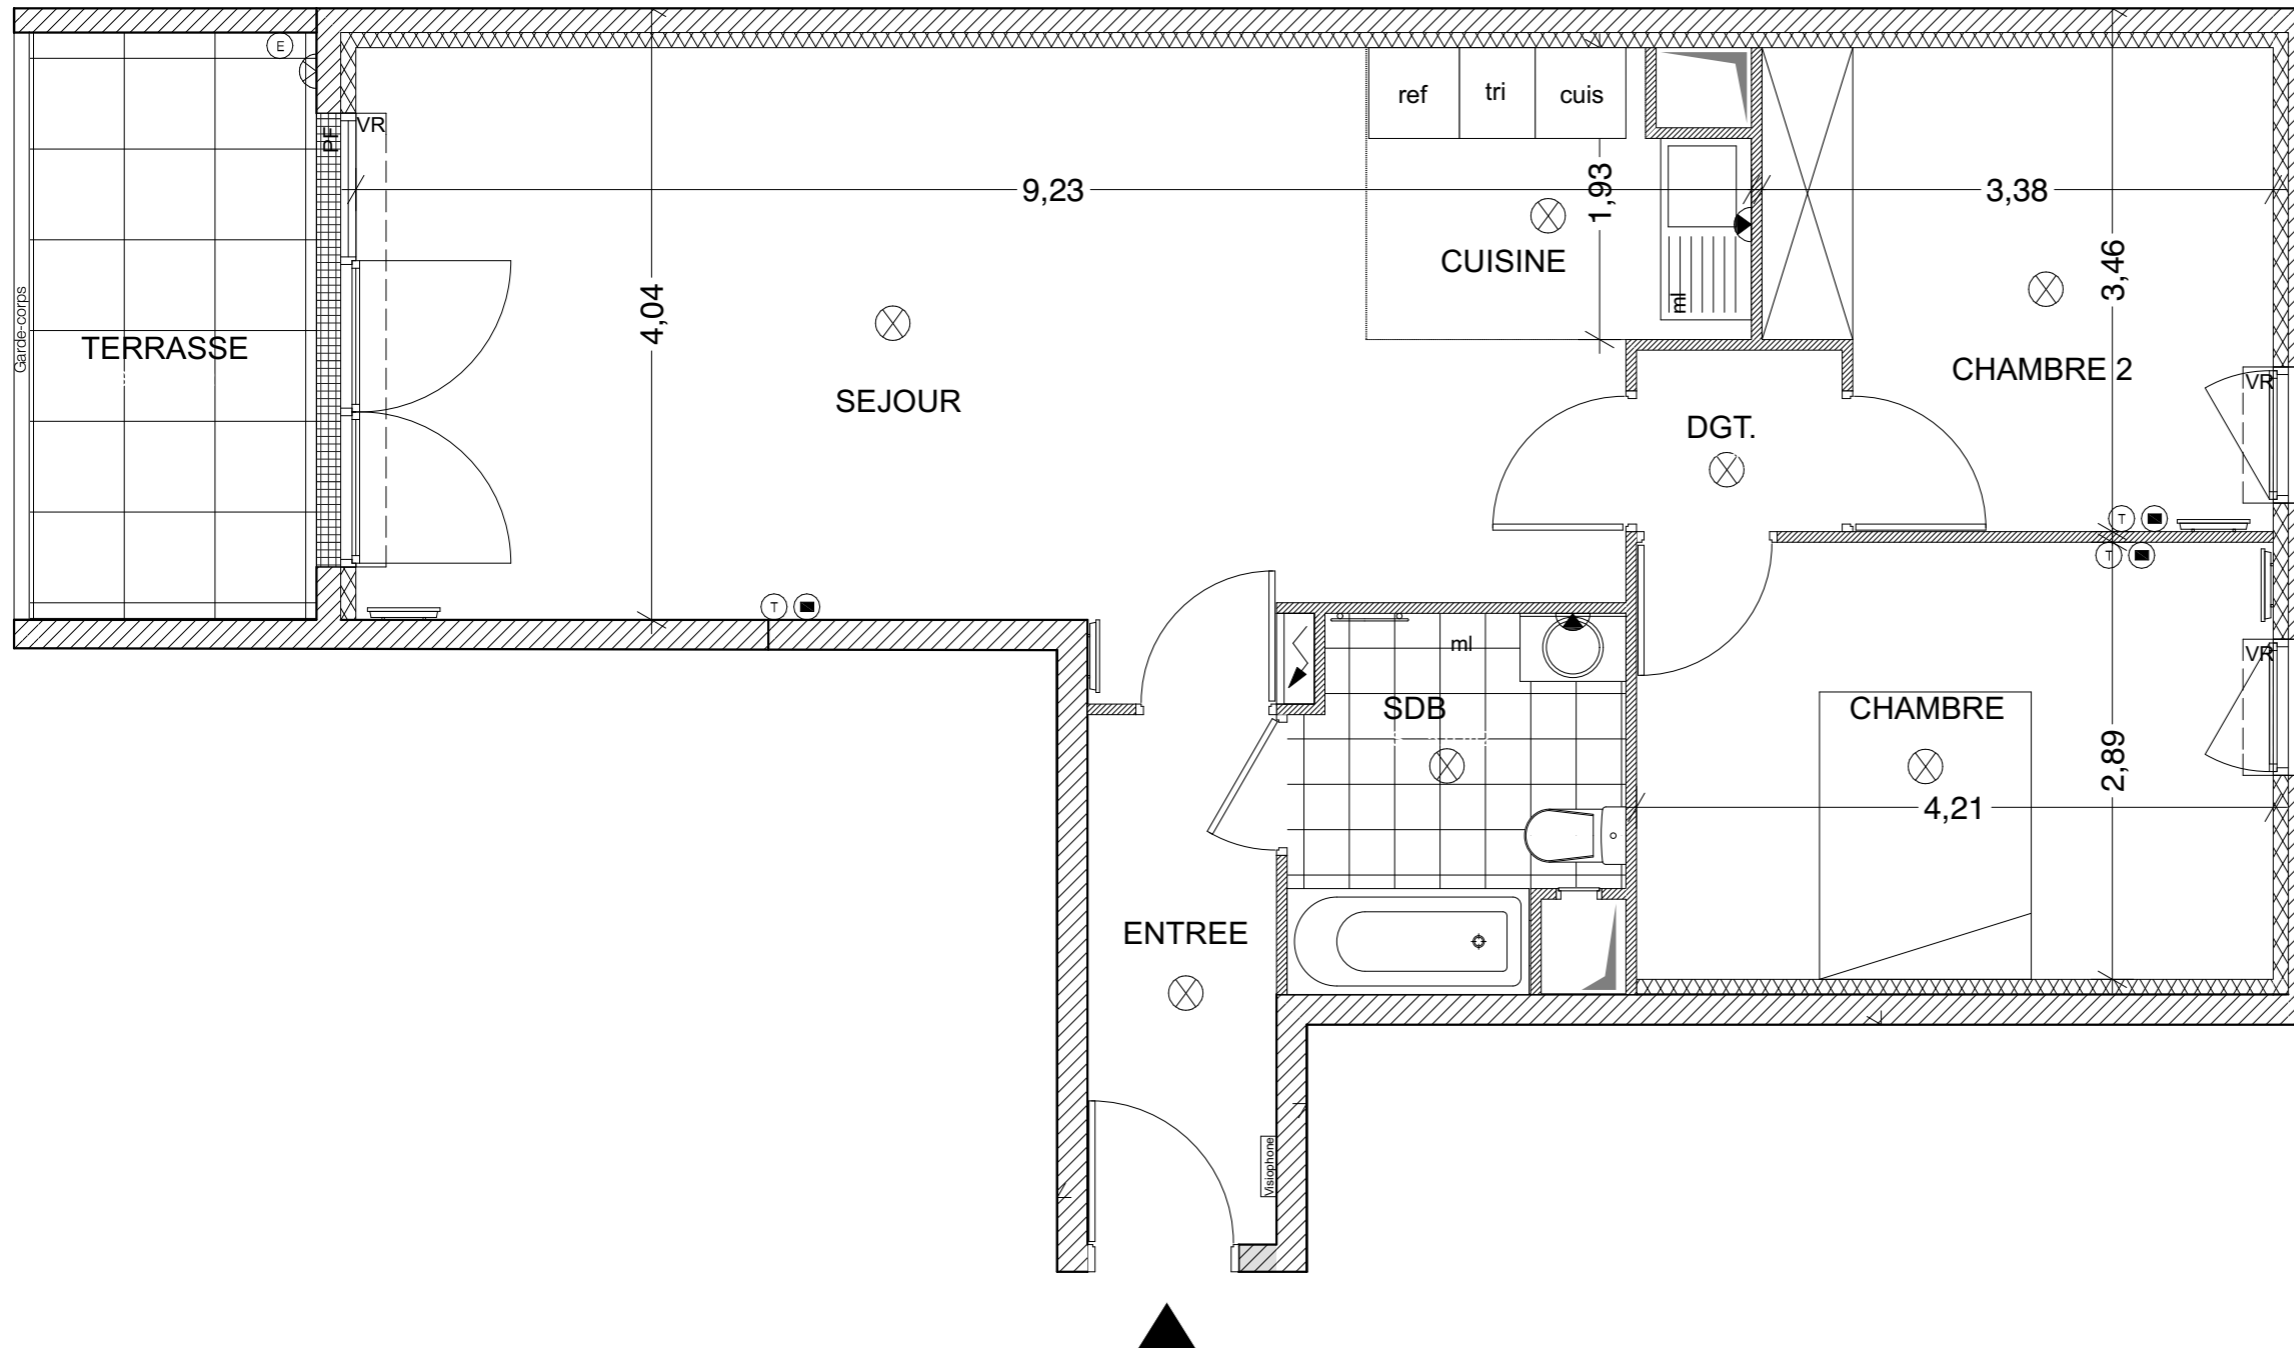 E
ref
tri
cuis
VR
PF
9,23
1,93
3,38
CUISINE
3,46
4,04
ml
Garde-corps
TERRASSE
SEJOUR
CHAMBRE 2
VR
DGT.
T
T
T
ml
VR
SDB
CHAMBRE
2,89
4,21
ENTREE
Visiophone